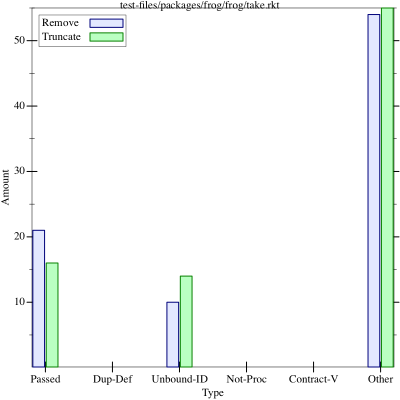 test-files/packages/frog/frog/take.rkt
Remove
Truncate
50
40
30
20
10
Amount
Passed Dup-Def Unbound-ID Not-Proc Contract-V Other
Type